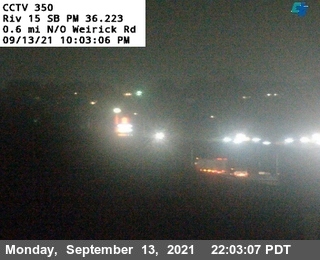 CCTV 350
Riv 15 SB PM 36.223
0.6 mi N/O Weirick Rd
09/13/21 10:03:06 PM
Monday, September 13, 2021 22:03:07 PDT